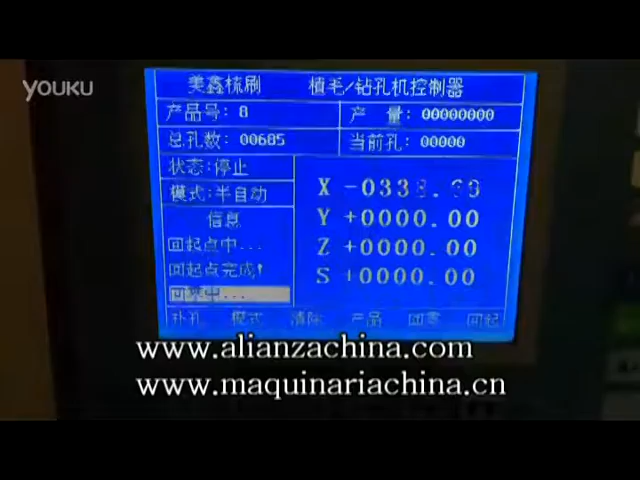 YOUKU
美鑫梳刷 植毛/钻孔机控制器
产品号: 8 产 量: 00000000
总孔数: 00685 当前孔: 00000
状态:停止
模式:半自动
信息
回起点中...
回起点完成!
回零中...
X -0338.
Y +0000.00
Z +0000.00
S +0000.00
补孔 模式 清除 产品 回零 回起
www.alianzachina.com
www.maquinariachina.cn